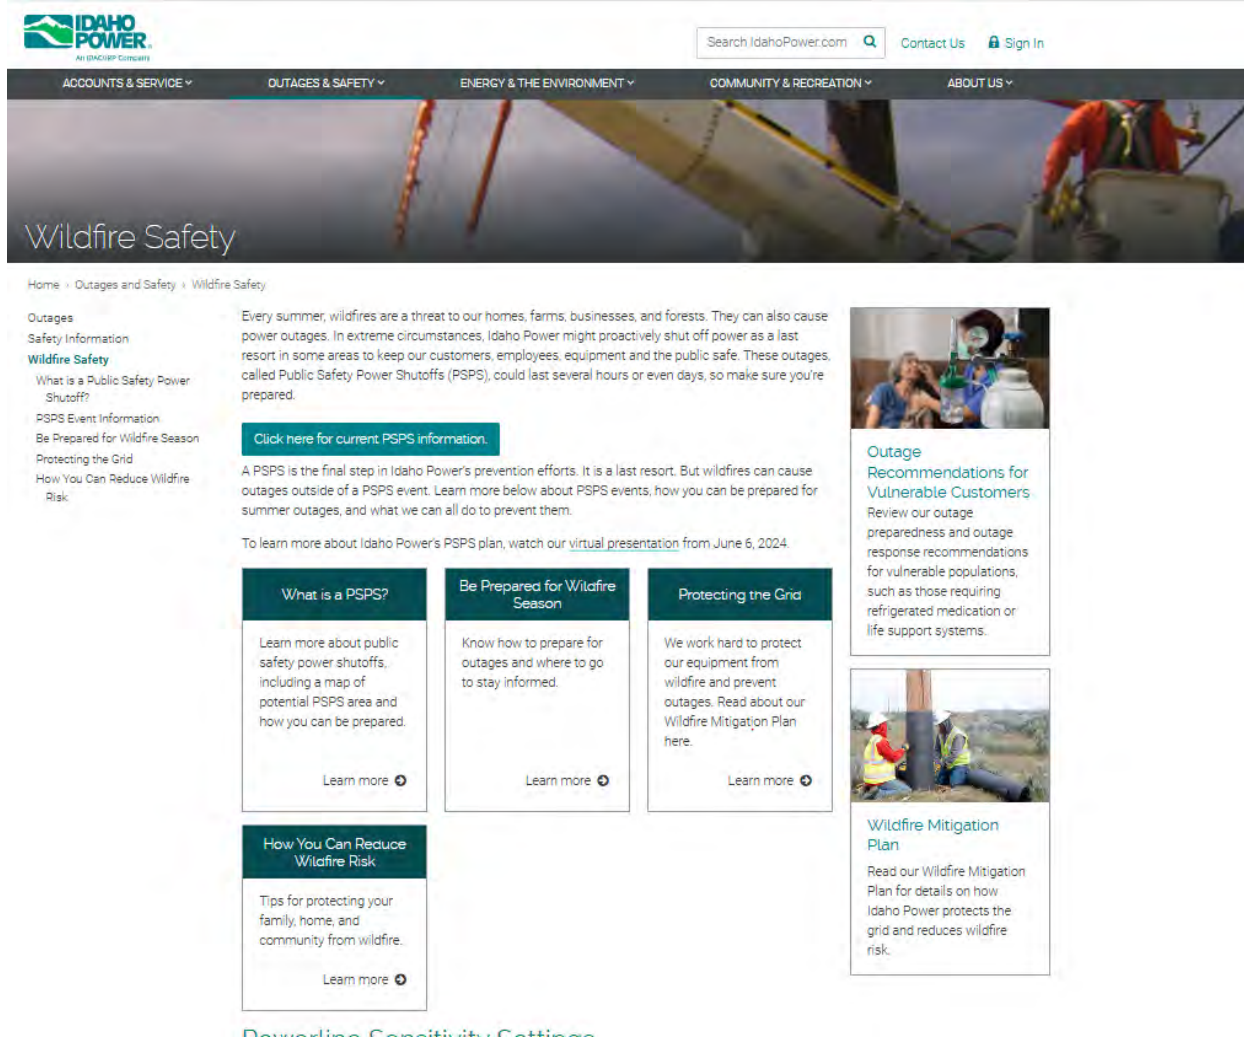 IDAHO
POWER
An IDACORP Company
Search IdahoPower.com
Contact Us
Sign In
ACCOUNTS & SERVICE
OUTAGES & SAFETY
ENERGY & THE ENVIRONMENT
COMMUNITY & RECREATION
ABOUT US
Wildfire Safety
Home › Outages and Safety › Wildfire Safety
Outages
Safety Information
Wildfire Safety
What is a Public Safety Power
Shutoff?
PSPS Event Information
Be Prepared for Wildfire Season
Protecting the Grid
How You Can Reduce Wildfire
Risk
Every summer, wildfires are a threat to our homes, farms, businesses, and forests. They can also cause
power outages. In extreme circumstances, Idaho Power might proactively shut off power as a last
resort in some areas to keep our customers, employees, equipment and the public safe. These outages,
called Public Safety Power Shutoffs (PSPS), could last several hours or even days, so make sure you're
prepared.
Click here for current PSPS information.
A PSPS is the final step in Idaho Power's prevention efforts. It is a last resort. But wildfires can cause
outages outside of a PSPS event. Learn more below about PSPS events, how you can be prepared for
summer outages, and what we can all do to prevent them.
To learn more about Idaho Power's PSPS plan, watch our virtual presentation from June 6, 2024.
What is a PSPS?
Learn more about public
safety power shutoffs,
including a map of
potential PSPS area and
how you can be prepared.
Learn more
Be Prepared for Wildfire
Season
Know how to prepare for
outages and where to go
to stay informed.
Learn more
Protecting the Grid
We work hard to protect
our equipment from
wildfire and prevent
outages. Read about our
Wildfire Mitigation Plan
here.
Learn more
How You Can Reduce
Wildfire Risk
Tips for protecting your
family, home, and
community from wildfire.
Learn more
Outage
Recommendations for
Vulnerable Customers
Review our outage
preparedness and outage
response recommendations
for vulnerable populations,
such as those requiring
refrigerated medication or
life support systems.
Wildfire Mitigation
Plan
Read our Wildfire Mitigation
Plan for details on how
Idaho Power protects the
grid and reduces wildfire
risk.
Powerline Sensitivity Settings